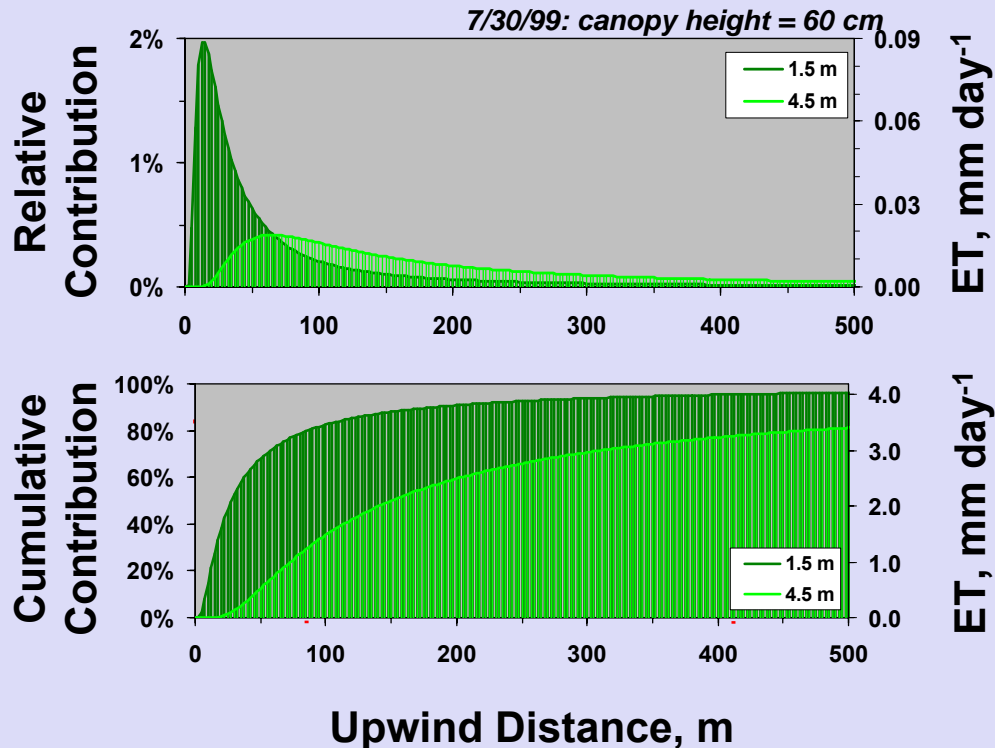 7/30/99: canopy height = 60 cm
Relative
Contribution
2%
1%
0%
0.09
0.06
0.03
0.00
ET, mm day-1
1.5 m
4.5 m
0
100
200
300
400
500
Cumulative
Contribution
100%
80%
60%
40%
20%
0%
4.0
3.0
2.0
1.0
0.0
ET, mm day-1
1.5 m
4.5 m
0
100
200
300
400
500
Upwind Distance, m